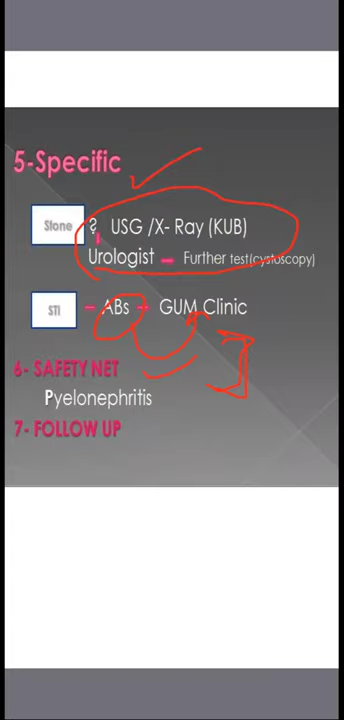 5-Specific
Stone ? USG /X- Ray (KUB)
Urologist – Further test(cystoscopy)
STI – ABs – GUM Clinic
6- SAFETY NET
Pyelonephritis
7- FOLLOW UP